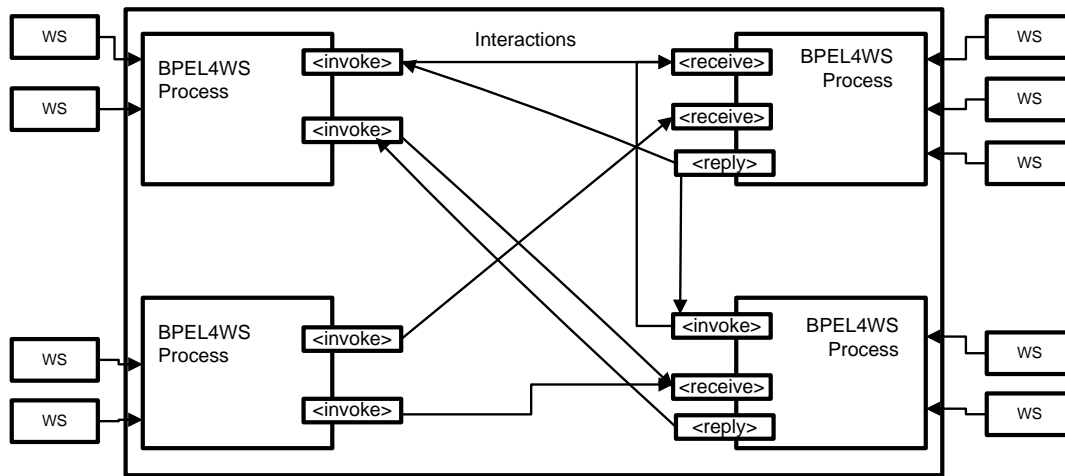 WS
WS
BPEL4WS
Process
<invoke>
<invoke>
Interactions
<receive>
<receive>
<reply>
BPEL4WS
Process
WS
WS
WS
WS
WS
BPEL4WS
Process
<invoke>
<invoke>
<invoke>
<receive>
<reply>
BPEL4WS
Process
WS
WS